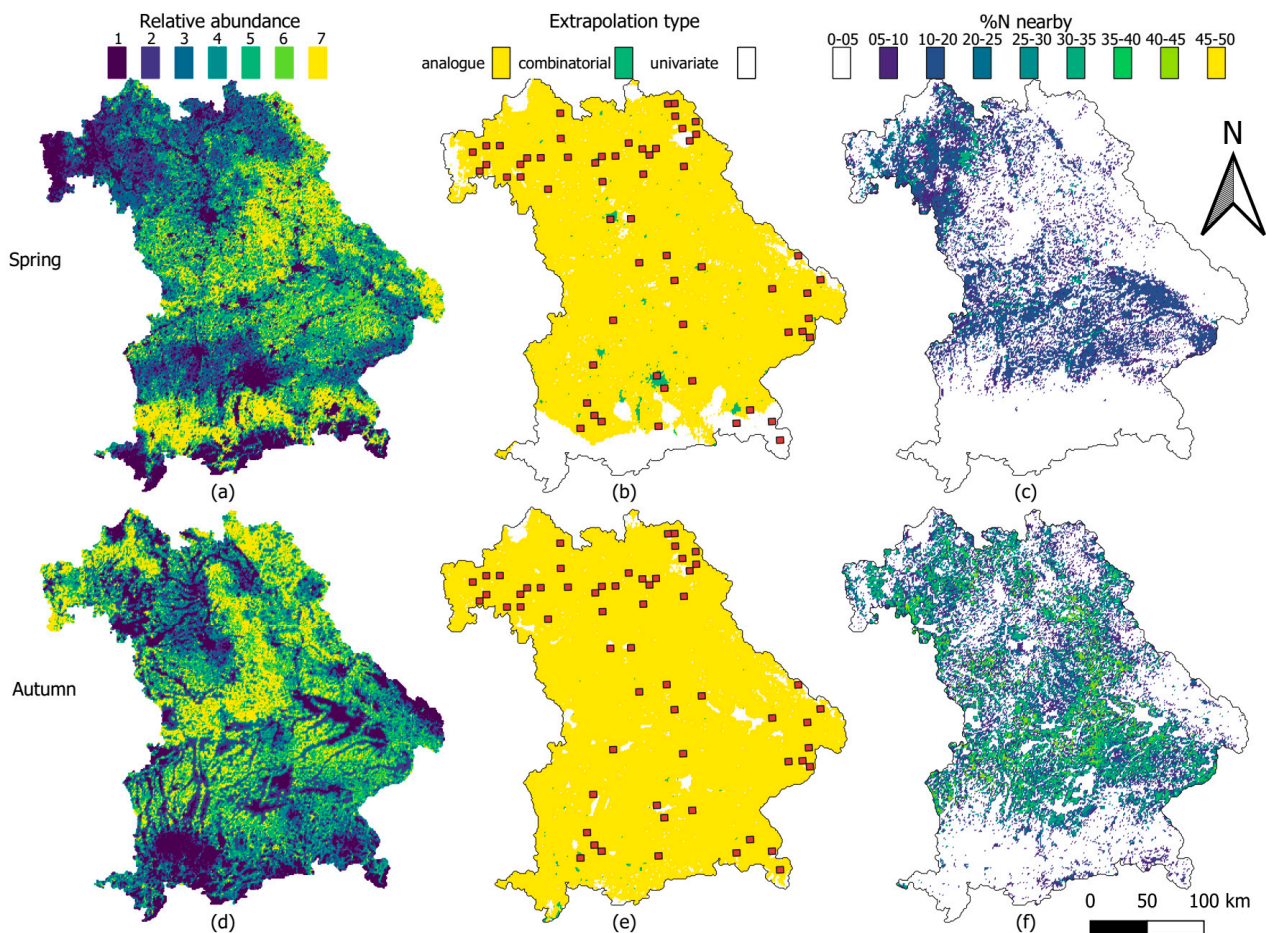 Relative abundance
1 2 3 4 5 6 7
Extrapolation type
analogue combinatorial univariate
%N nearby
0-05 05-10 10-20 20-25 25-30 30-35 35-40 40-45 45-50
N
Spring
(a) (b) (c)
Autumn
(d) (e) (f)
0 50 100 km